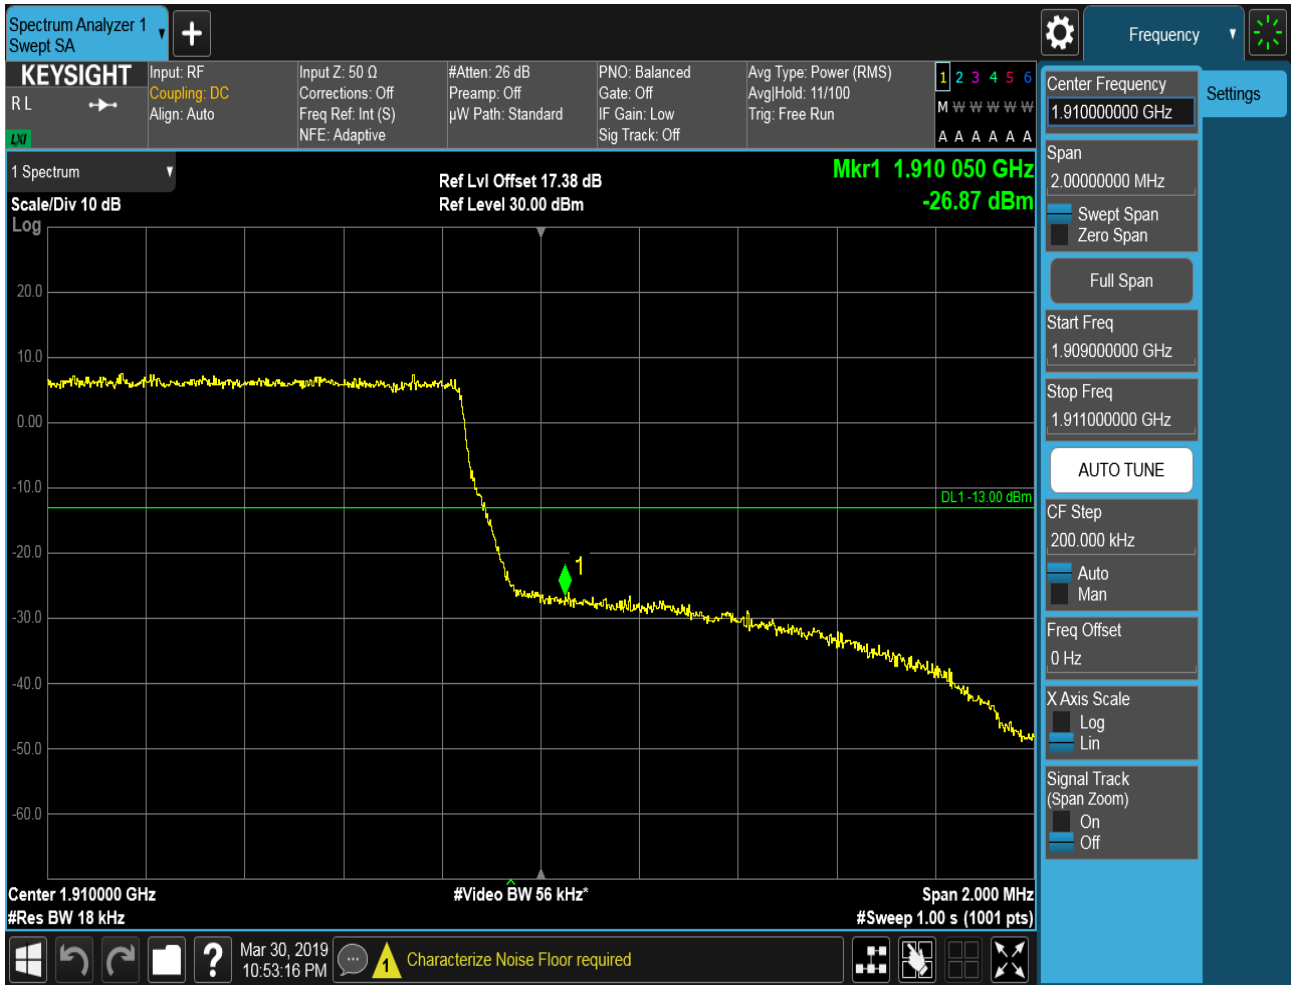 Spectrum Analyzer 1
Swept SA
+
Frequency
KEYSIGHT
R L
LXI
Input: RF
Coupling: DC
Align: Auto
Input Z: 50 Ω
Corrections: Off
Freq Ref: Int (S)
NFE: Adaptive
#Atten: 26 dB
Preamp: Off
µW Path: Standard
PNO: Balanced
Gate: Off
IF Gain: Low
Sig Track: Off
Avg Type: Power (RMS)
Avg|Hold: 11/100
Trig: Free Run
1 2 3 4 5 6
M W W W W W
A A A A A A
1 Spectrum
Scale/Div 10 dB
Log
Ref Lvl Offset 17.38 dB
Ref Level 30.00 dBm
Mkr1 1.910 050 GHz
-26.87 dBm
20.0
10.0
0.00
-10.0
-20.0
-30.0
-40.0
-50.0
-60.0
DL1 -13.00 dBm
1
Center 1.910000 GHz
#Res BW 18 kHz
#Video BW 56 kHz*
Span 2.000 MHz
#Sweep 1.00 s (1001 pts)
Center Frequency
1.910000000 GHz
Settings
Span
2.00000000 MHz
Swept Span
Zero Span
Full Span
Start Freq
1.909000000 GHz
Stop Freq
1.911000000 GHz
AUTO TUNE
CF Step
200.000 kHz
Auto
Man
Freq Offset
0 Hz
X Axis Scale
Log
Lin
Signal Track
(Span Zoom)
On
Off
?
Mar 30, 2019
10:53:16 PM
1
Characterize Noise Floor required